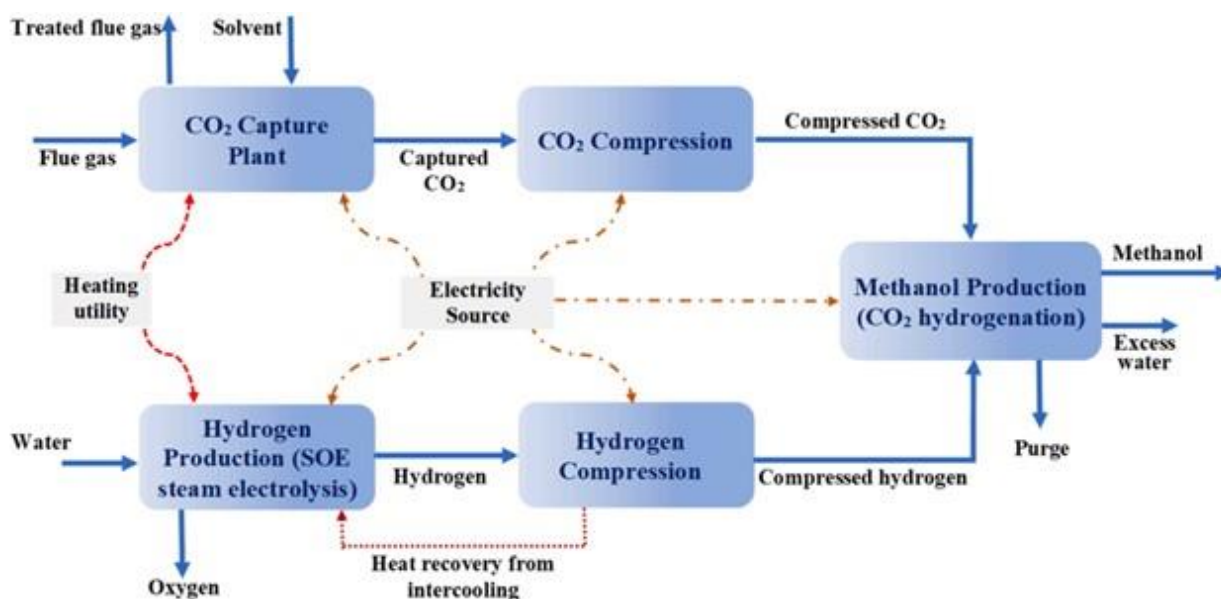 Treated flue gas
Solvent
CO₂ Capture
Plant
CO₂ Compression
Compressed CO₂
Flue gas
Captured
CO₂
Heating
utility
Electricity
Source
Methanol Production
(CO₂ hydrogenation)
Methanol
Excess
water
Purge
Water
Hydrogen
Production (SOE
steam electrolysis)
Hydrogen
Hydrogen
Compression
Compressed hydrogen
Heat recovery from
intercooling
Oxygen